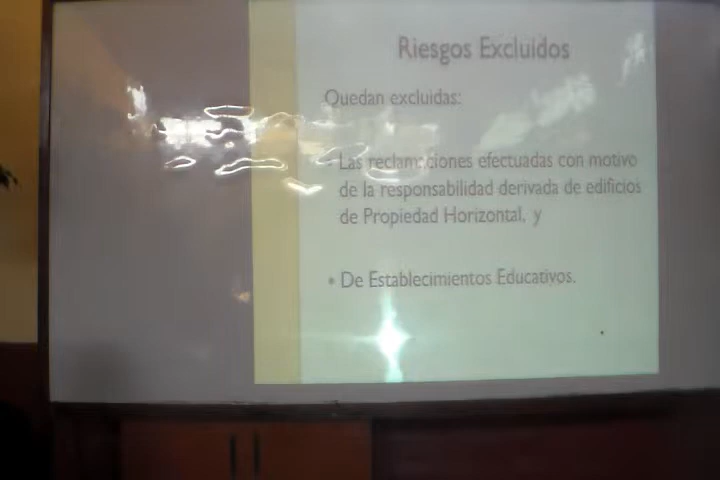 Riesgos Excluidos
Quedan excluidas:
• Las reclamaciones efectuadas con motivo
de la responsabilidad derivada de edificios
de Propiedad Horizontal, y
• De Establecimientos Educativos.